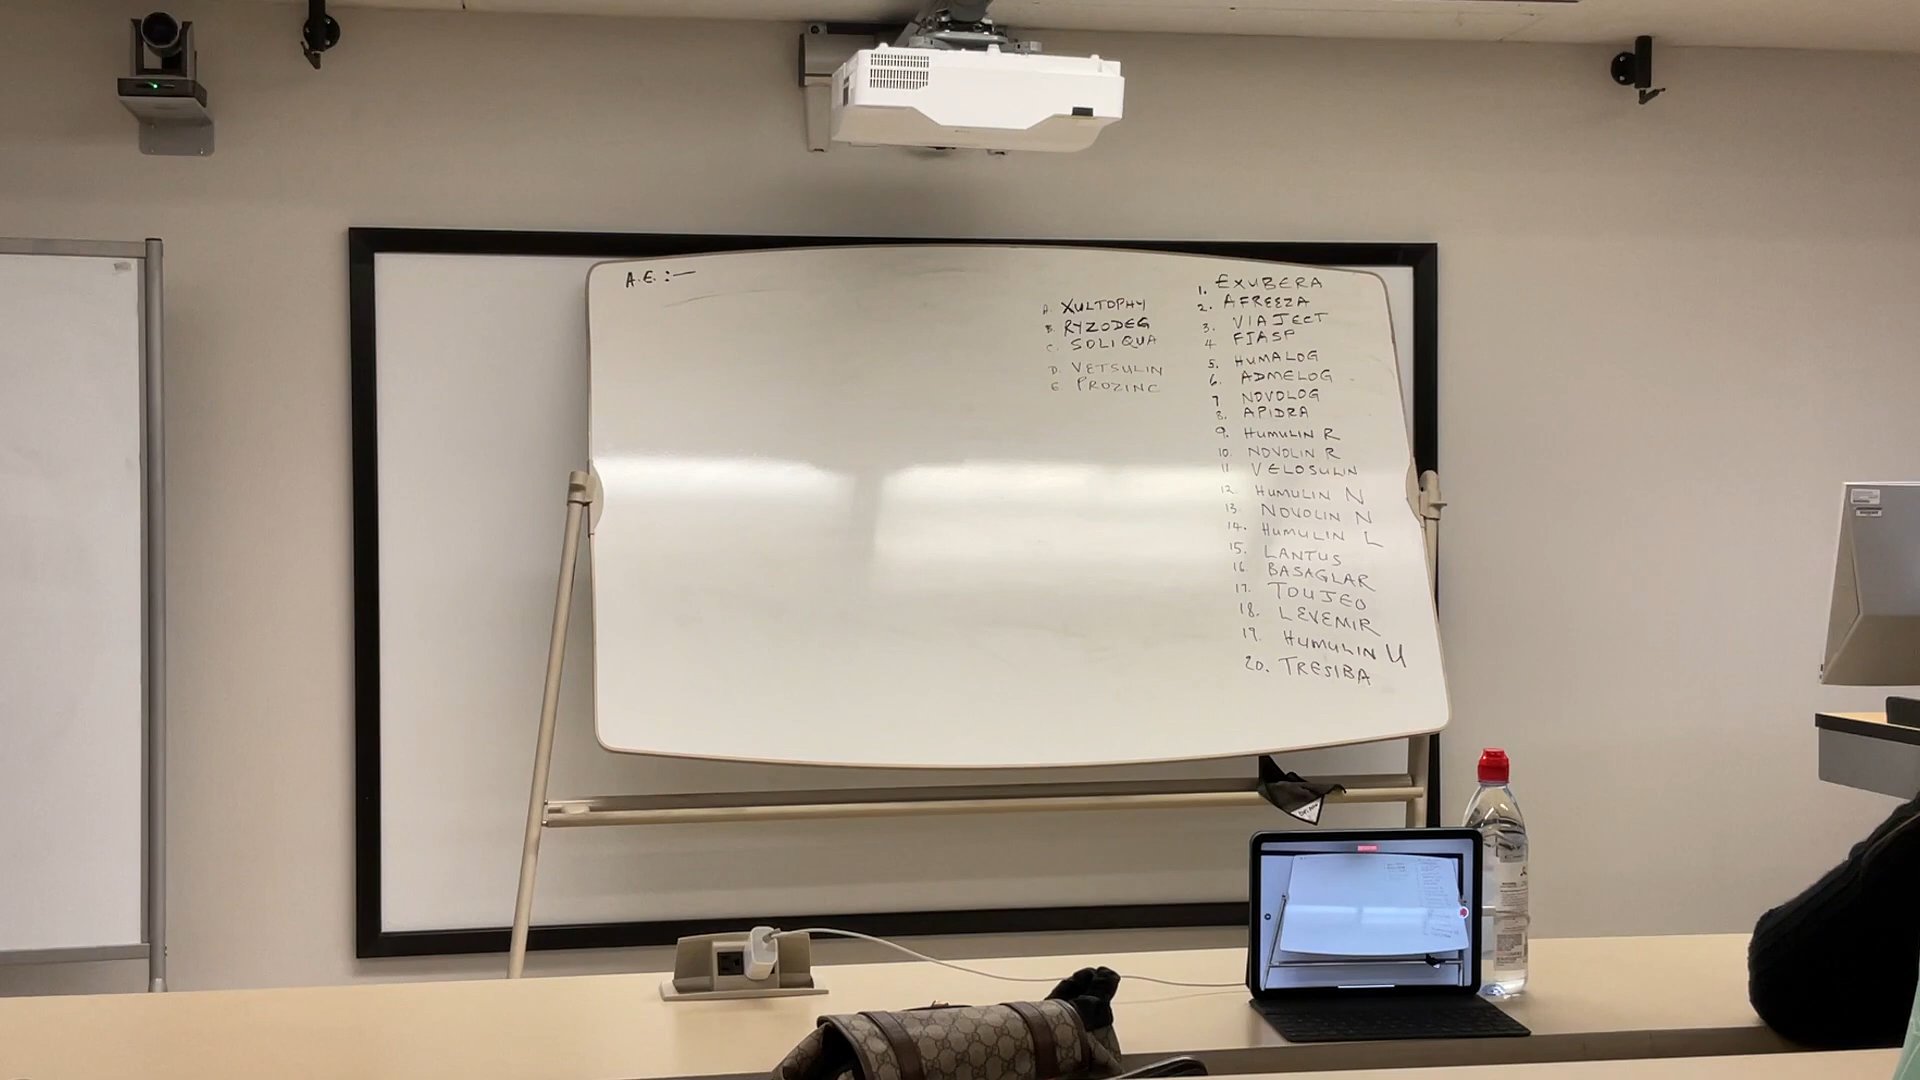 A.E. :—
A. XULTOPHY
B. RYZODEG
C. SOLIQUA
D. VETSULIN
E PROZINC
1. EXUBERA
2. AFREEZA
3. VIAJECT
4 FIASP
5. HUMALOG
6. ADMELOG
7 NOVOLOG
8. APIDRA
9. HUMULIN R
10. NOVOLIN R
11 VELOSULIN
12. HUMULIN N
13. NOVOLIN N
14. HUMULIN L
15. LANTUS
16. BASAGLAR
17. TOUJEO
18. LEVEMIR
19. HUMULIN U
20. TRESIBA